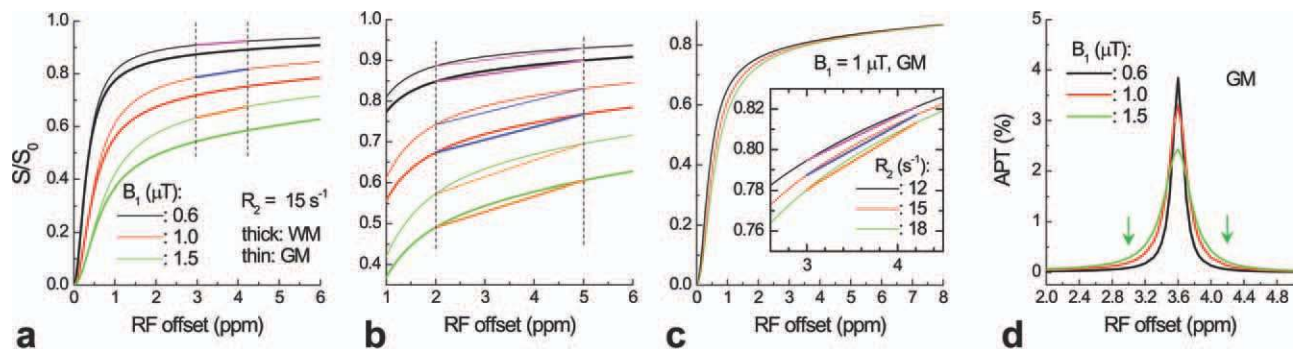 1.0
0.8
0.6
0.4
0.2
0.0
S/S0
B1 (μT):
: 0.6
: 1.0
: 1.5
R2 = 15 s-1
thick: WM
thin: GM
0 1 2 3 4 5 6
RF offset (ppm)
a
1.0
0.9
0.8
0.7
0.6
0.5
0.4
1 2 3 4 5 6
RF offset (ppm)
b
0.8
0.6
0.4
0.2
0.0
B1 = 1 μT, GM
0.82
0.80
0.78
0.76
R2 (s-1)
: 12
: 15
: 18
3 4
0 1 2 3 4 5 6 7 8
RF offset (ppm)
c
5
4
3
2
1
0
APT (%)
B1 (μT):
: 0.6
: 1.0
: 1.5
GM
2.0 2.4 2.8 3.2 3.6 4.0 4.4 4.8
RF offset (ppm)
d